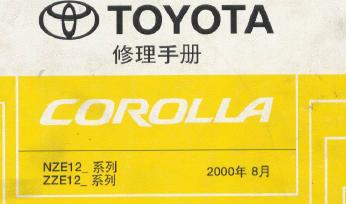 TOYOTA
修理手册
COROLLA
NZE12_ 系列
ZZE12_ 系列
2000年 8月